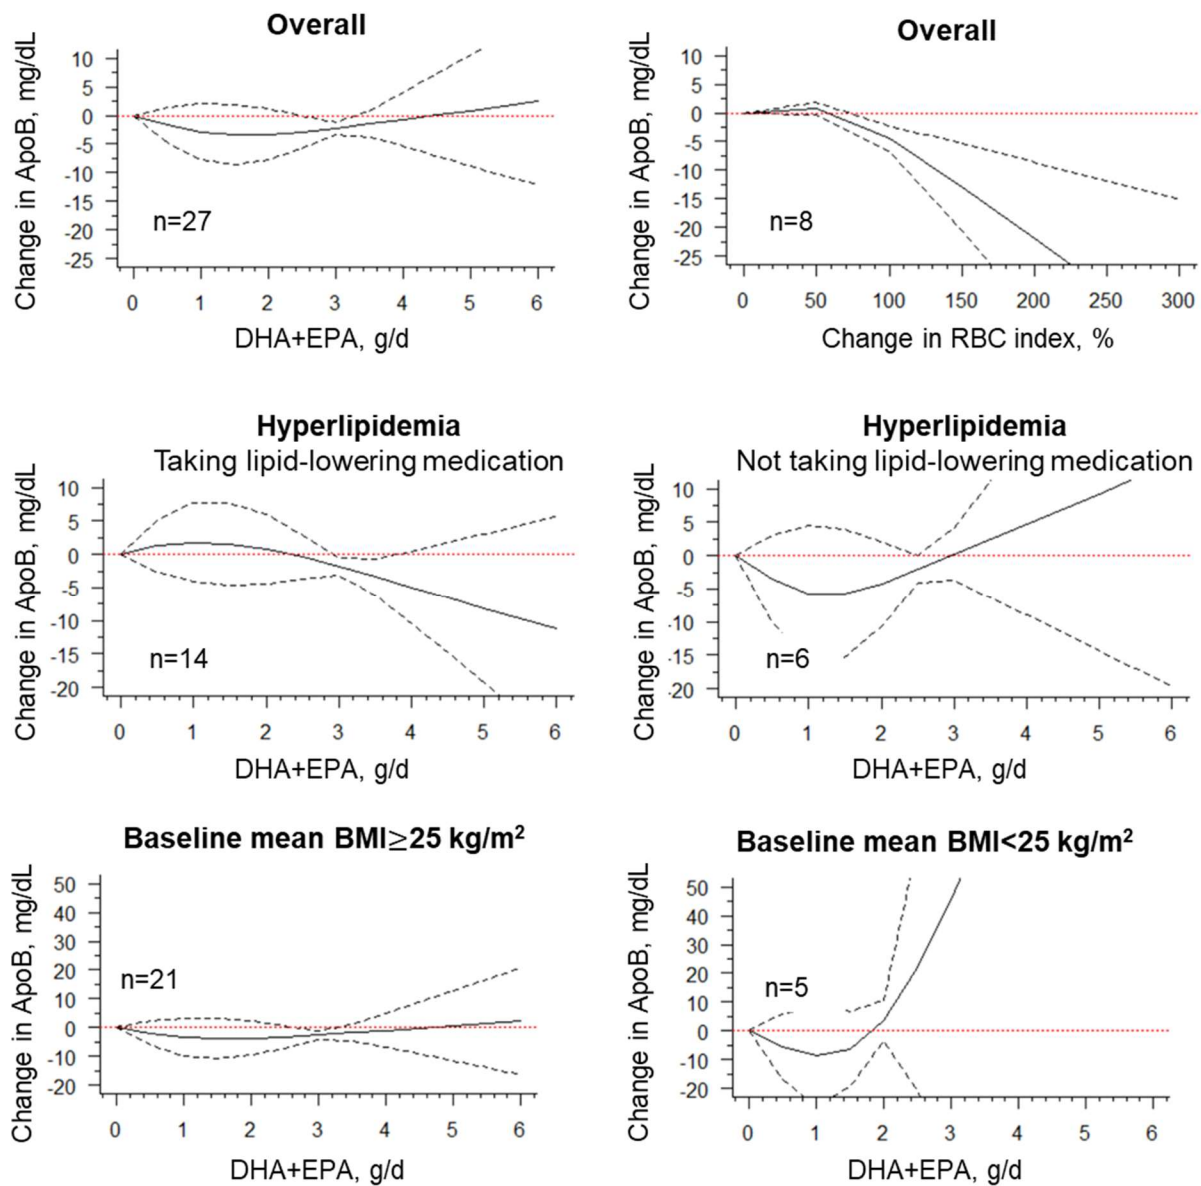 Overall
Change in ApoB, mg/dL
10
5
0
-5
-10
-15
-20
-25
n=27
0 1 2 3 4 5 6
DHA+EPA, g/d
Overall
Change in ApoB, mg/dL
10
5
0
-5
-10
-15
-20
-25
n=8
0 50 100 150 200 250 300
Change in RBC index, %
Hyperlipidemia
Taking lipid-lowering medication
Change in ApoB, mg/dL
10
5
0
-5
-10
-15
-20
n=14
0 1 2 3 4 5 6
DHA+EPA, g/d
Hyperlipidemia
Not taking lipid-lowering medication
Change in ApoB, mg/dL
10
5
0
-5
-10
-15
-20
n=6
0 1 2 3 4 5 6
DHA+EPA, g/d
Baseline mean BMI≥25 kg/m²
Change in ApoB, mg/dL
50
40
30
20
10
0
-10
-20
n=21
0 1 2 3 4 5 6
DHA+EPA, g/d
Baseline mean BMI<25 kg/m²
Change in ApoB, mg/dL
50
40
30
20
10
0
-10
-20
n=5
0 1 2 3 4 5 6
DHA+EPA, g/d